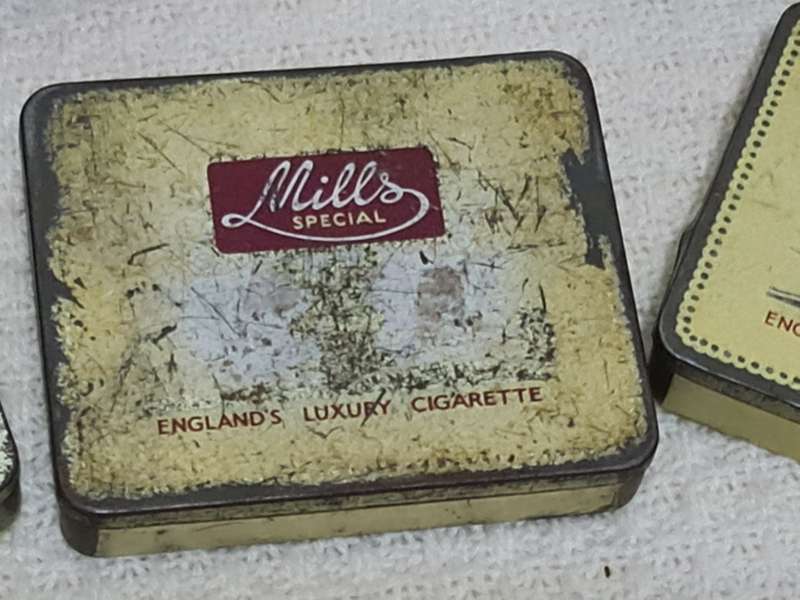 Mills
SPECIAL
ENGLAND'S LUXURY CIGARETTE